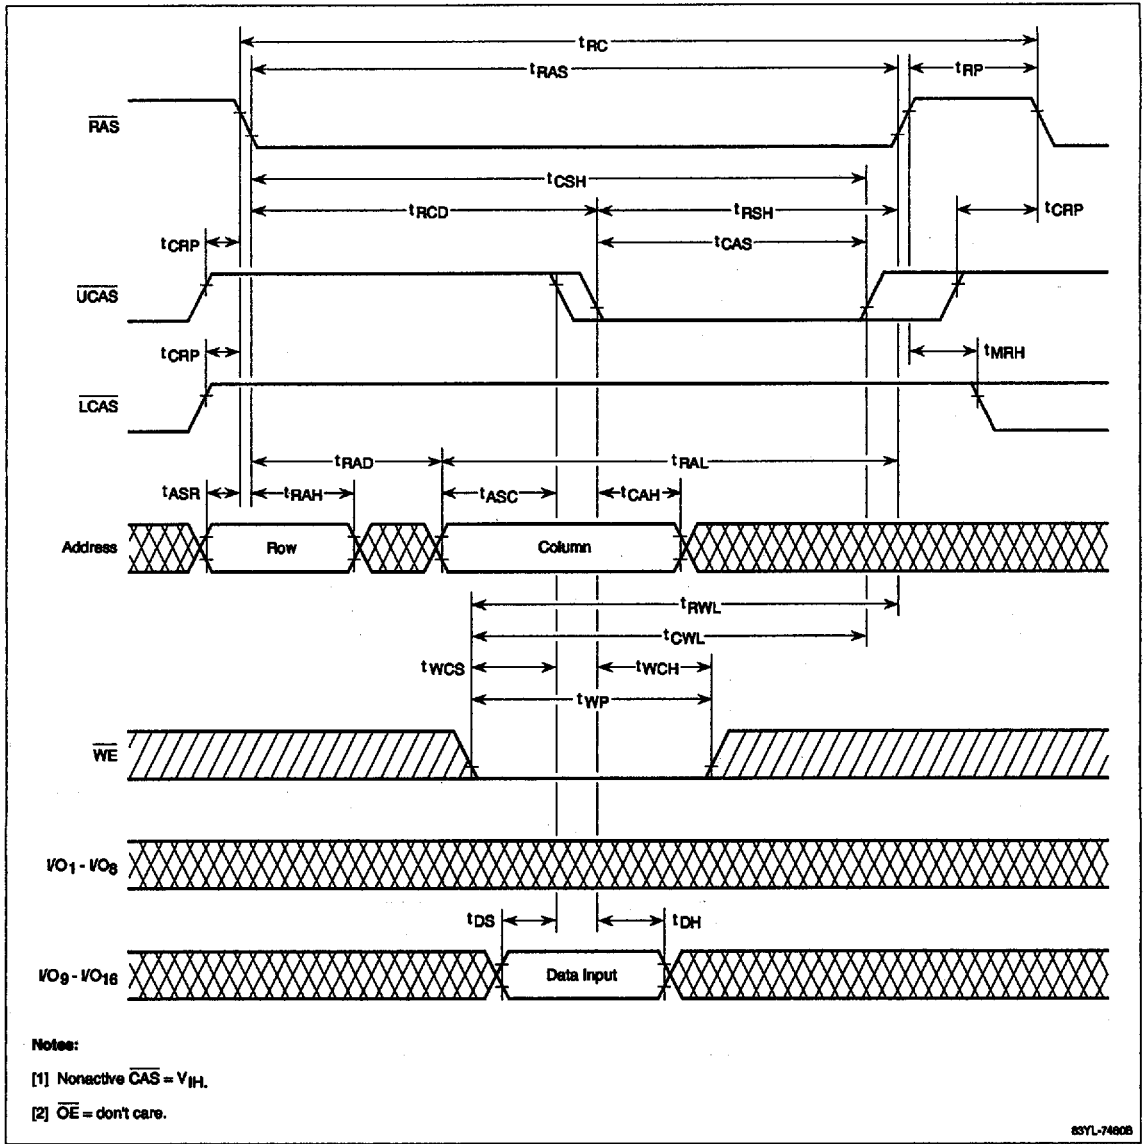 tRC
tRAS
tRP
RAS
tCSH
tRCD
tRSH
tCRP
tCRP
tCAS
UCAS
tCRP
tMRH
LCAS
tRAD
tRAL
tASR
tRAH
tASC
tCAH
Address
Row
Column
tRWL
tCWL
tWCS
tWCH
tWP
WE
I/O1 - I/O8
tDS
tDH
I/O9 - I/O16
Data Input
Notes:
[1] Nonactive CAS = VIH.
[2] OE = don't care.
83YL-7480B